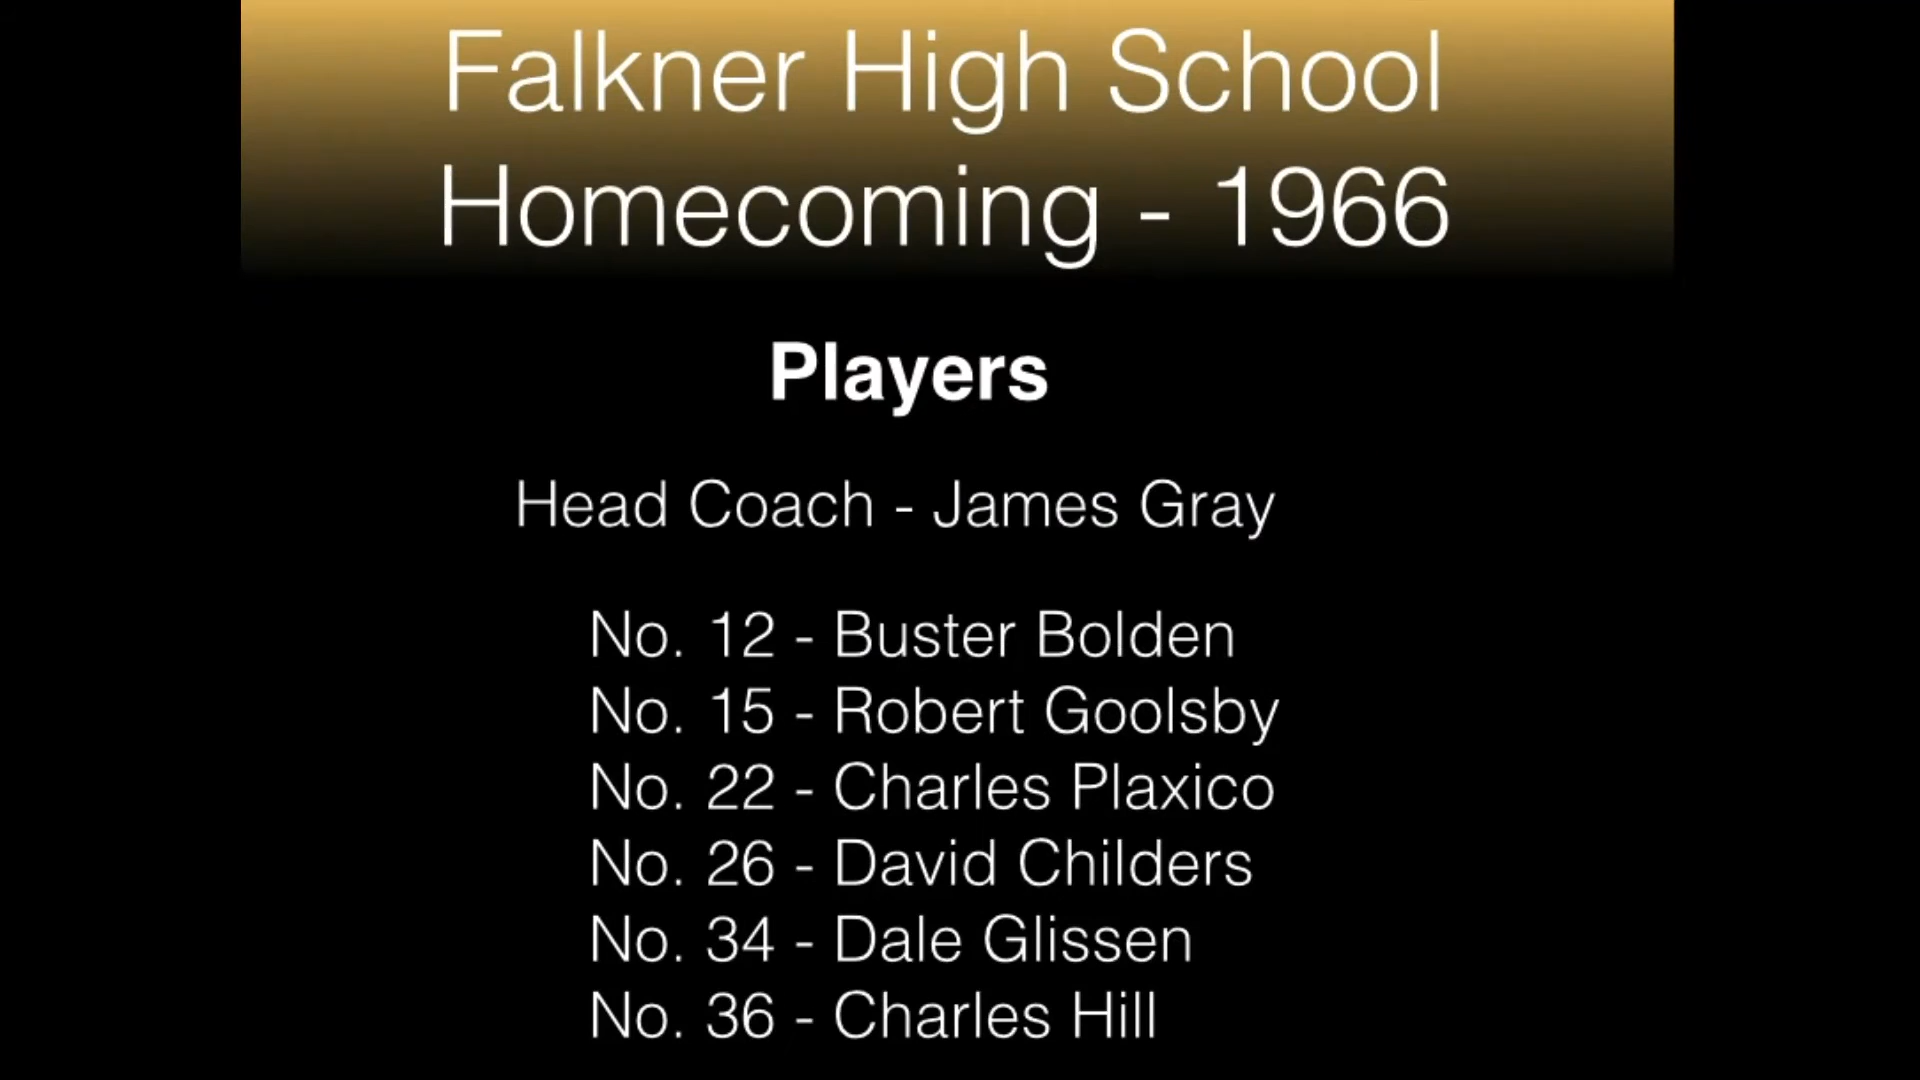 Falkner High School
Homecoming - 1966
Players
Head Coach - James Gray
No. 12 - Buster Bolden
No. 15 - Robert Goolsby
No. 22 - Charles Plaxico
No. 26 - David Childers
No. 34 - Dale Glissen
No. 36 - Charles Hill